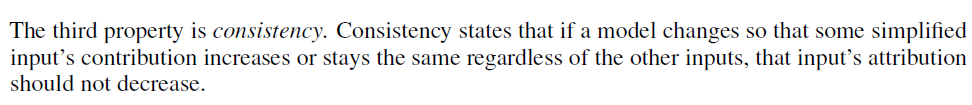 The third property is consistency. Consistency states that if a model changes so that some simplified
input's contribution increases or stays the same regardless of the other inputs, that input's attribution
should not decrease.